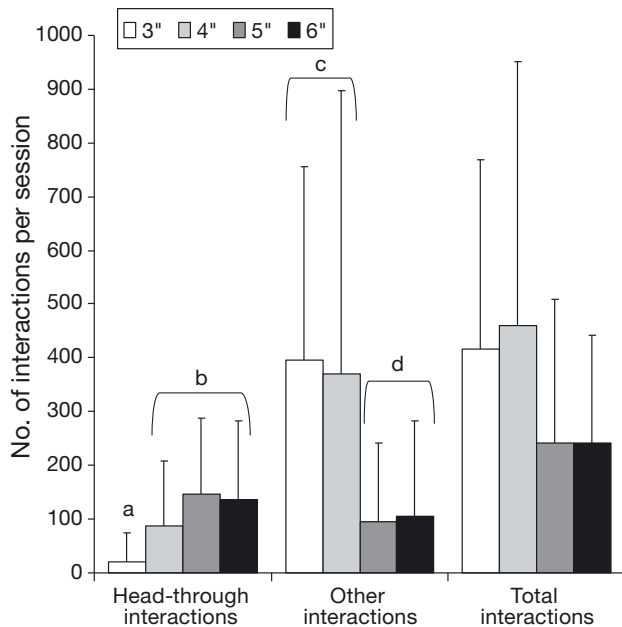 3" 4" 5" 6"
No. of interactions per session
1000
900
800
700
600
500
400
300
200
100
0
a
b
c
d
Head-through
interactions
Other
interactions
Total
interactions